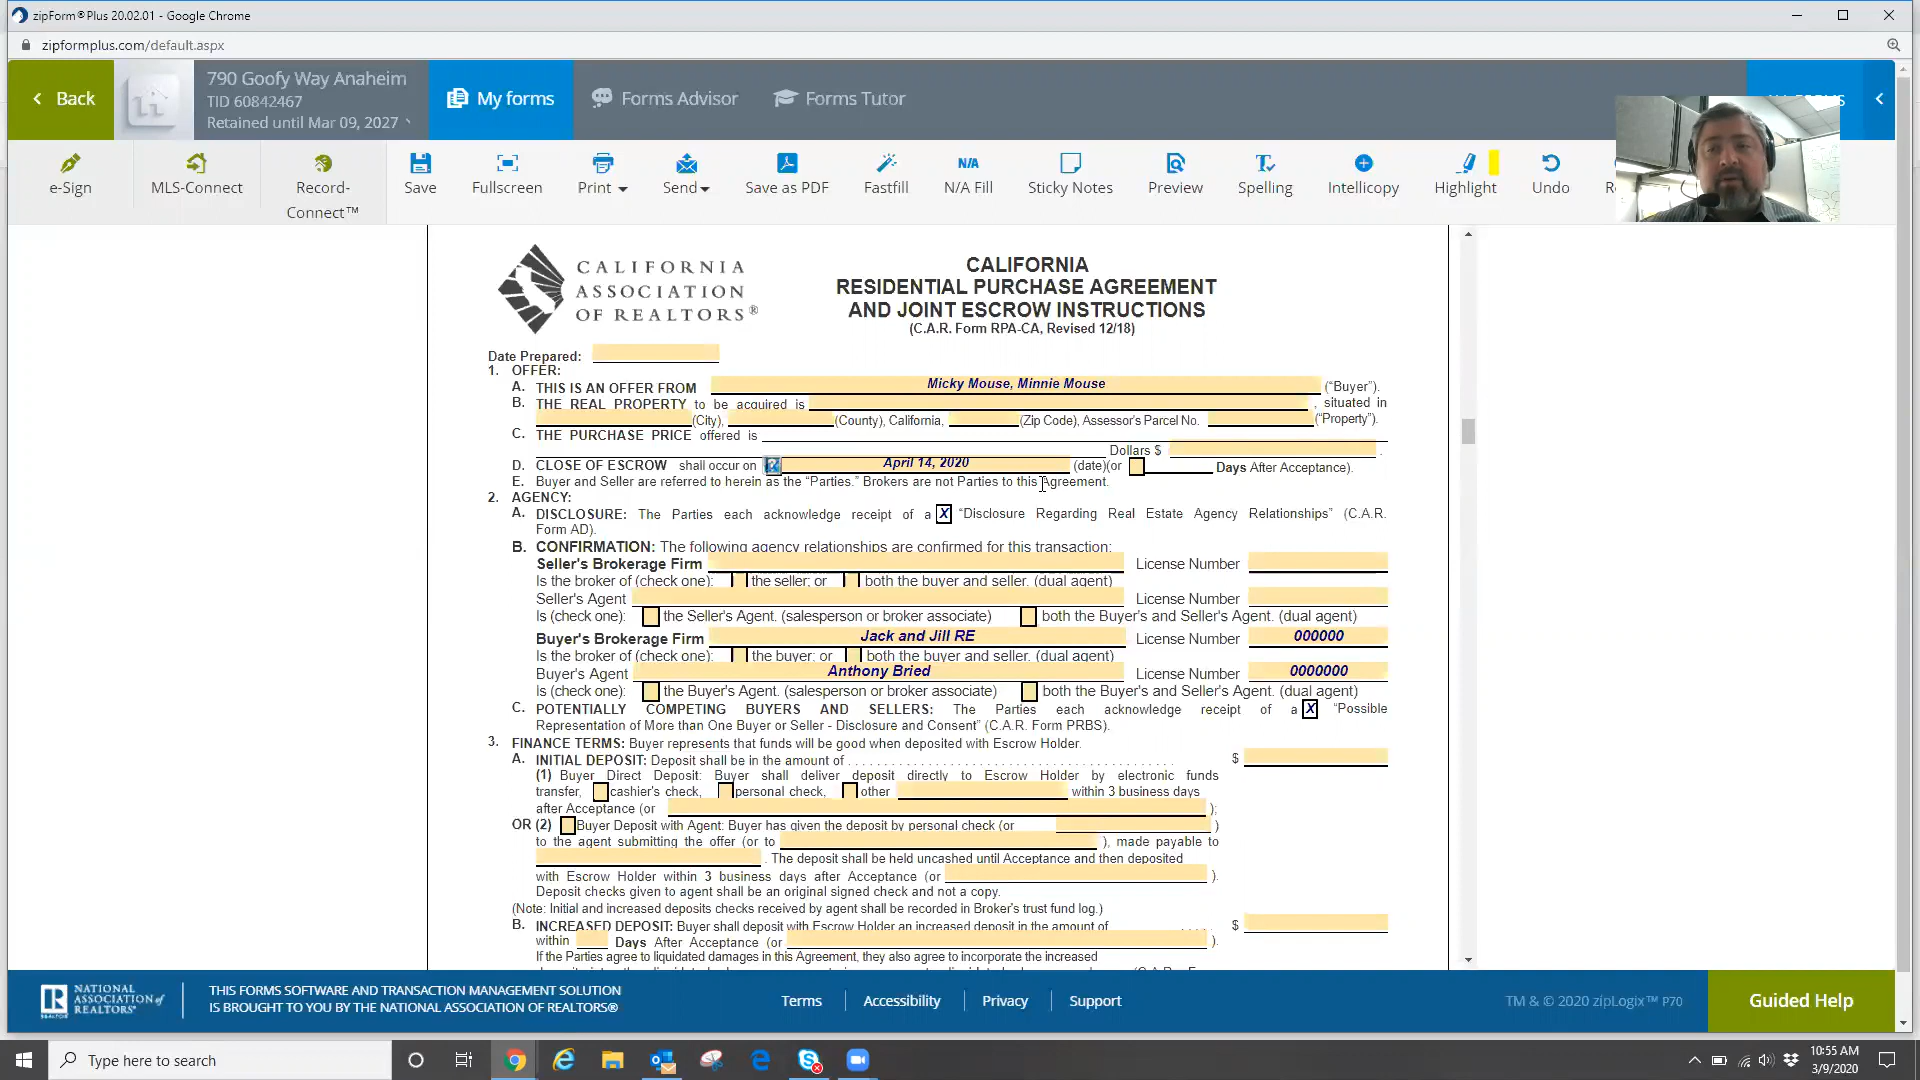 zipForm® Plus 20.02.01 - Google Chrome
zipformplus.com/default.aspx
Back
790 Goofy Way Anaheim
TID 60842467
Retained until Mar 09, 2027
My forms
Forms Advisor
Forms Tutor
e-Sign
MLS-Connect
Record-
Connect™
Save
Fullscreen
Print
Send
Save as PDF
Fastfill
N/A
N/A Fill
Sticky Notes
Preview
Spelling
Intellicopy
Highlight
Undo
CALIFORNIA
ASSOCIATION
OF REALTORS®
CALIFORNIA
RESIDENTIAL PURCHASE AGREEMENT
AND JOINT ESCROW INSTRUCTIONS
(C.A.R. Form RPA-CA, Revised 12/18)
Date Prepared:
1. OFFER:
A. THIS IS AN OFFER FROM Micky Mouse, Minnie Mouse ("Buyer").
B. THE REAL PROPERTY to be acquired is , situated in
(City), (County), California, (Zip Code), Assessor's Parcel No. ("Property").
C. THE PURCHASE PRICE offered is
Dollars $ .
D. CLOSE OF ESCROW shall occur on April 14, 2020 (date)(or Days After Acceptance).
E. Buyer and Seller are referred to herein as the "Parties." Brokers are not Parties to this Agreement.
2. AGENCY:
A. DISCLOSURE: The Parties each acknowledge receipt of a X "Disclosure Regarding Real Estate Agency Relationships" (C.A.R.
Form AD).
B. CONFIRMATION: The following agency relationships are confirmed for this transaction:
Seller's Brokerage Firm License Number
Is the broker of (check one): the seller; or both the buyer and seller. (dual agent)
Seller's Agent License Number
Is (check one): the Seller's Agent. (salesperson or broker associate) both the Buyer's and Seller's Agent. (dual agent)
Buyer's Brokerage Firm Jack and Jill RE License Number 000000
Is the broker of (check one): the buyer; or both the buyer and seller. (dual agent)
Buyer's Agent Anthony Bried License Number 0000000
Is (check one): the Buyer's Agent. (salesperson or broker associate) both the Buyer's and Seller's Agent. (dual agent)
C. POTENTIALLY COMPETING BUYERS AND SELLERS: The Parties each acknowledge receipt of a X "Possible
Representation of More than One Buyer or Seller - Disclosure and Consent" (C.A.R. Form PRBS).
3. FINANCE TERMS: Buyer represents that funds will be good when deposited with Escrow Holder.
A. INITIAL DEPOSIT: Deposit shall be in the amount of $
(1) Buyer Direct Deposit: Buyer shall deliver deposit directly to Escrow Holder by electronic funds
transfer, cashier's check, personal check, other within 3 business days
after Acceptance (or );
OR (2) Buyer Deposit with Agent: Buyer has given the deposit by personal check (or )
to the agent submitting the offer (or to ), made payable to
. The deposit shall be held uncashed until Acceptance and then deposited
with Escrow Holder within 3 business days after Acceptance (or ).
Deposit checks given to agent shall be an original signed check and not a copy.
(Note: Initial and increased deposits checks received by agent shall be recorded in Broker's trust fund log.)
B. INCREASED DEPOSIT: Buyer shall deposit with Escrow Holder an increased deposit in the amount of $
within Days After Acceptance (or ).
If the Parties agree to liquidated damages in this Agreement, they also agree to incorporate the increased
NATIONAL
ASSOCIATION of
REALTORS®
THIS FORMS SOFTWARE AND TRANSACTION MANAGEMENT SOLUTION
IS BROUGHT TO YOU BY THE NATIONAL ASSOCIATION OF REALTORS®
Terms
Accessibility
Privacy
Support
TM & © 2020 zipLogix™ P70
Guided Help
Type here to search
10:55 AM
3/9/2020